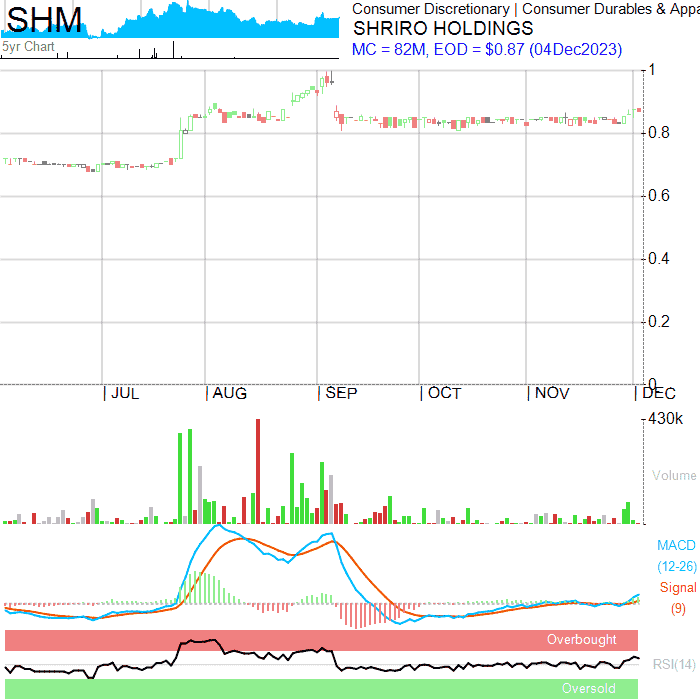 SHM
5yr Chart
Consumer Discretionary | Consumer Durables & Appa
SHRIRO HOLDINGS
MC = 82M, EOD = $0.87 (04Dec2023)
1
0.8
0.6
0.4
0.2
0
JUL AUG SEP OCT NOV DEC
430k
Volume
MACD
(12-26)
Signal
(9)
Overbought
RSI(14)
Oversold